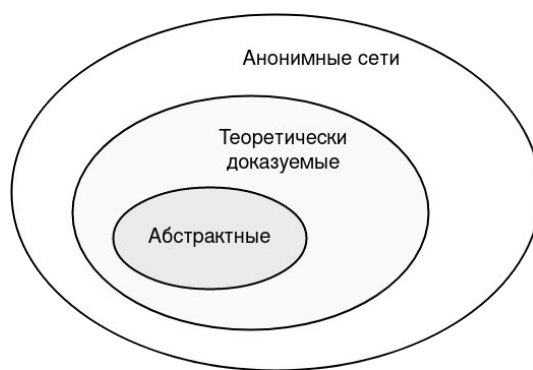 Анонимные сети
Теоретически
доказуемые
Абстрактные